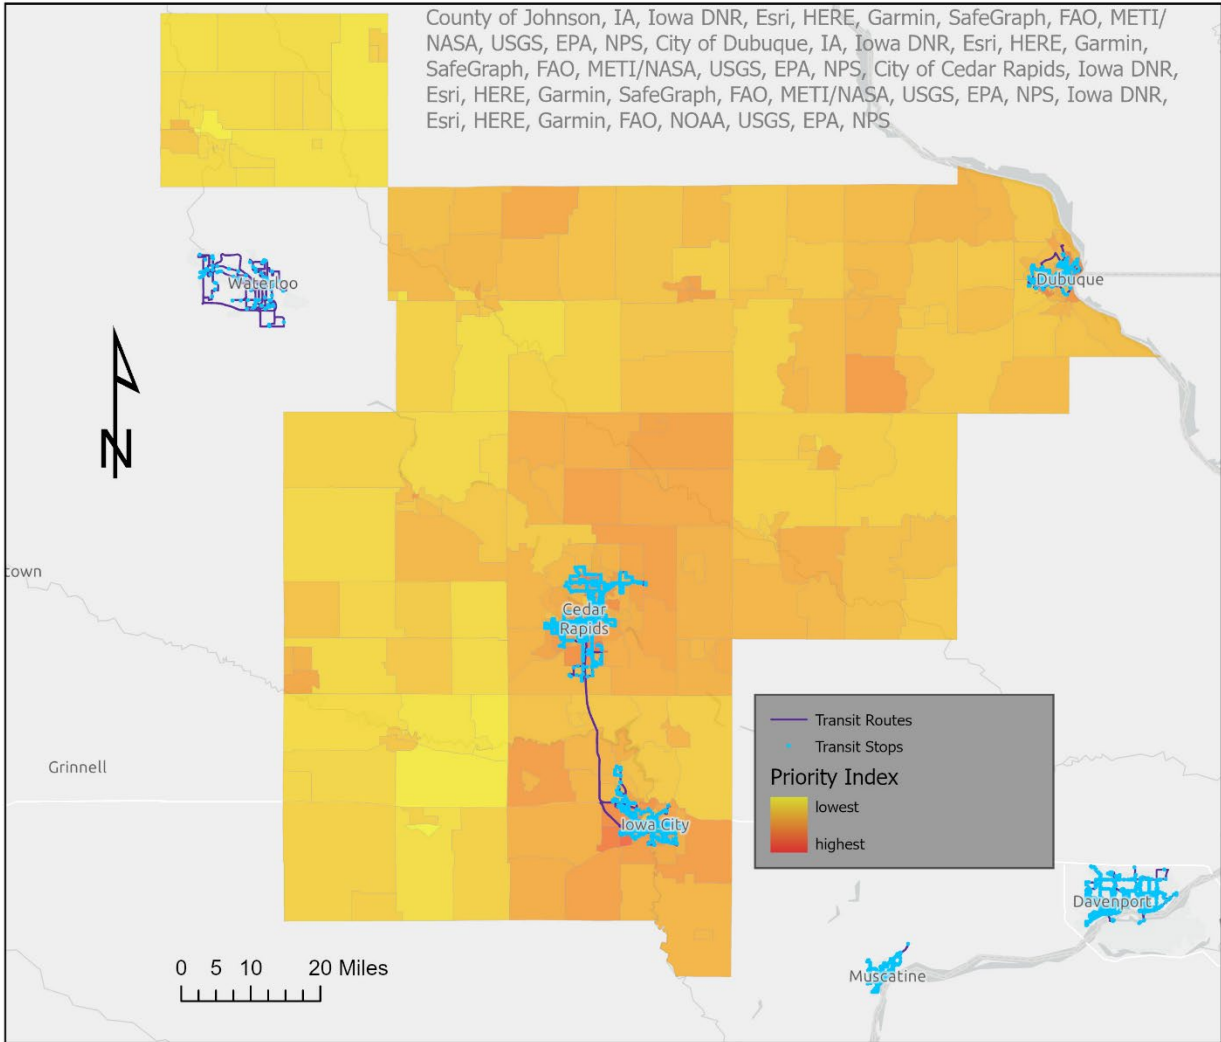 County of Johnson, IA, Iowa DNR, Esri, HERE, Garmin, SafeGraph, FAO, METI/
NASA, USGS, EPA, NPS, City of Dubuque, IA, Iowa DNR, Esri, HERE, Garmin,
SafeGraph, FAO, METI/NASA, USGS, EPA, NPS, City of Cedar Rapids, Iowa DNR,
Esri, HERE, Garmin, SafeGraph, FAO, METI/NASA, USGS, EPA, NPS, Iowa DNR,
Esri, HERE, Garmin, FAO, NOAA, USGS, EPA, NPS
Waterloo
Dubuque
N
town
Cedar
Rapids
Grinnell
Iowa City
Transit Routes
Transit Stops
Priority Index
lowest
highest
Davenport
Muscatine
0 5 10 20 Miles